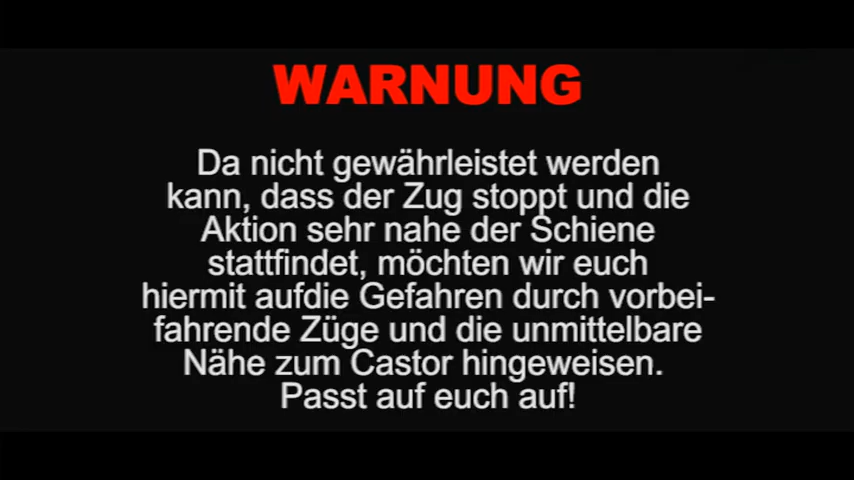 WARNUNG
Da nicht gewährleistet werden
kann, dass der Zug stoppt und die
Aktion sehr nahe der Schiene
stattfindet, möchten wir euch
hiermit aufdie Gefahren durch vorbei-
fahrende Züge und die unmittelbare
Nähe zum Castor hingeweisen.
Passt auf euch auf!